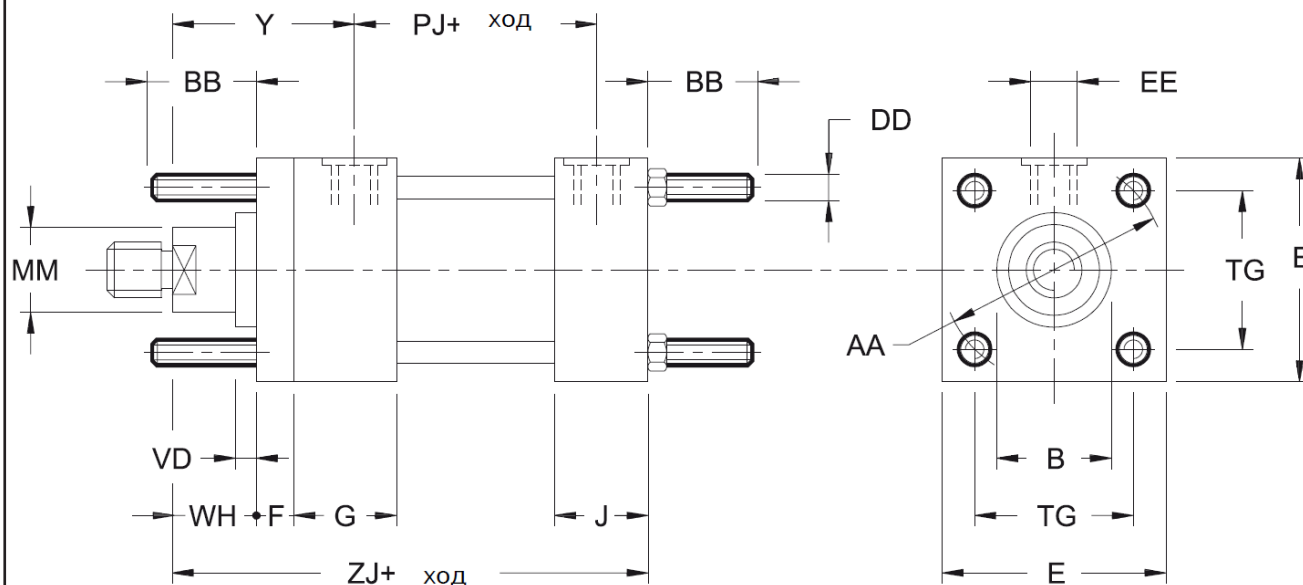 Y PJ+ ход
BB BB EE
DD
MM TG E
AA
VD B
WH F G J TG
ZJ+ ход E